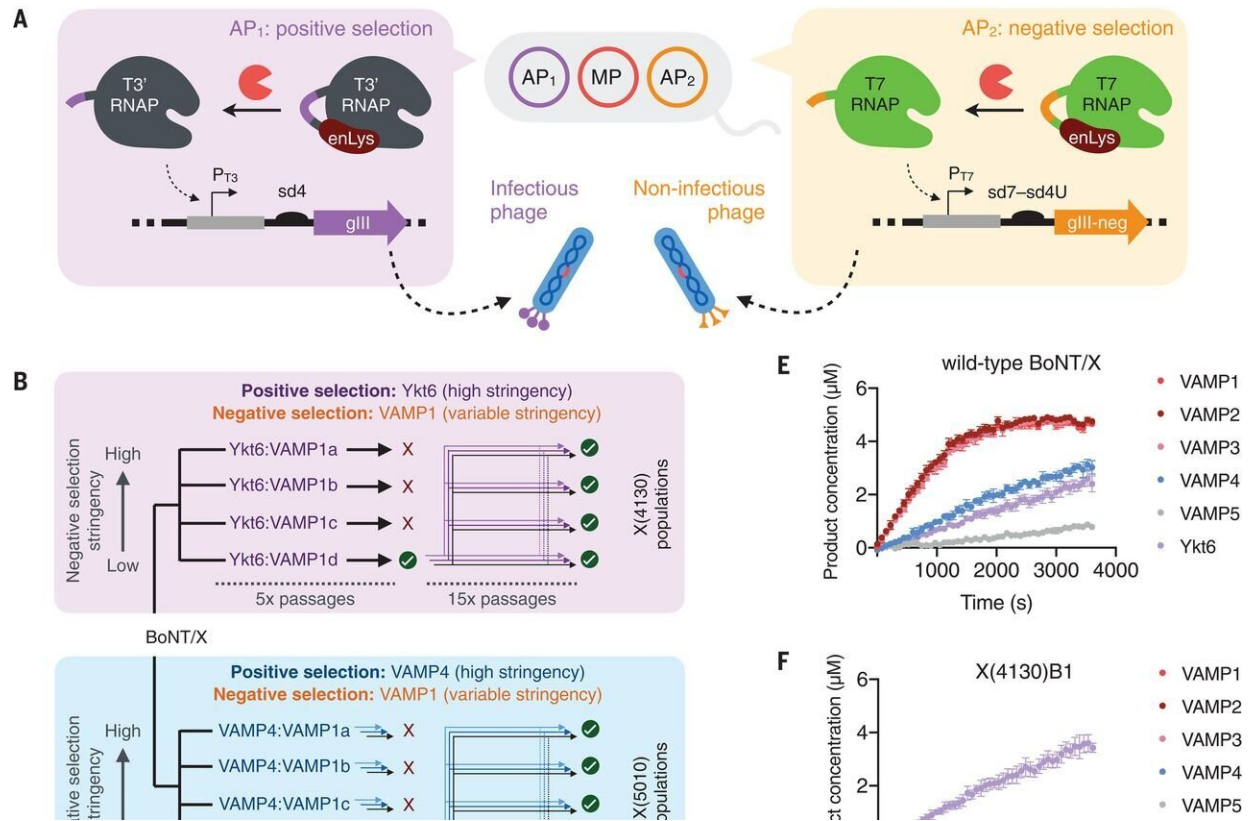 A
AP₁: positive selection
T3'
RNAP
T3'
RNAP
enLys
PT3
sd4
gIII
AP₁
MP
AP₂
Infectious
phage
Non-infectious
phage
AP₂: negative selection
T7
RNAP
T7
RNAP
enLys
PT7
sd7–sd4U
gIII-neg
B
Positive selection: Ykt6 (high stringency)
Negative selection: VAMP1 (variable stringency)
Negative selection
stringency
High
Low
Ykt6:VAMP1a
X
Ykt6:VAMP1b
X
Ykt6:VAMP1c
X
Ykt6:VAMP1d
5x passages
15x passages
X(4130)
populations
BoNT/X
Positive selection: VAMP4 (high stringency)
Negative selection: VAMP1 (variable stringency)
High
VAMP4:VAMP1a
X
VAMP4:VAMP1b
X
VAMP4:VAMP1c
X
X(5010)
E
wild-type BoNT/X
Product concentration (µM)
6
4
2
0
1000
2000
3000
4000
Time (s)
VAMP1
VAMP2
VAMP3
VAMP4
VAMP5
Ykt6
F
X(4130)B1
concentration (µM)
6
4
2
VAMP1
VAMP2
VAMP3
VAMP4
VAMP5